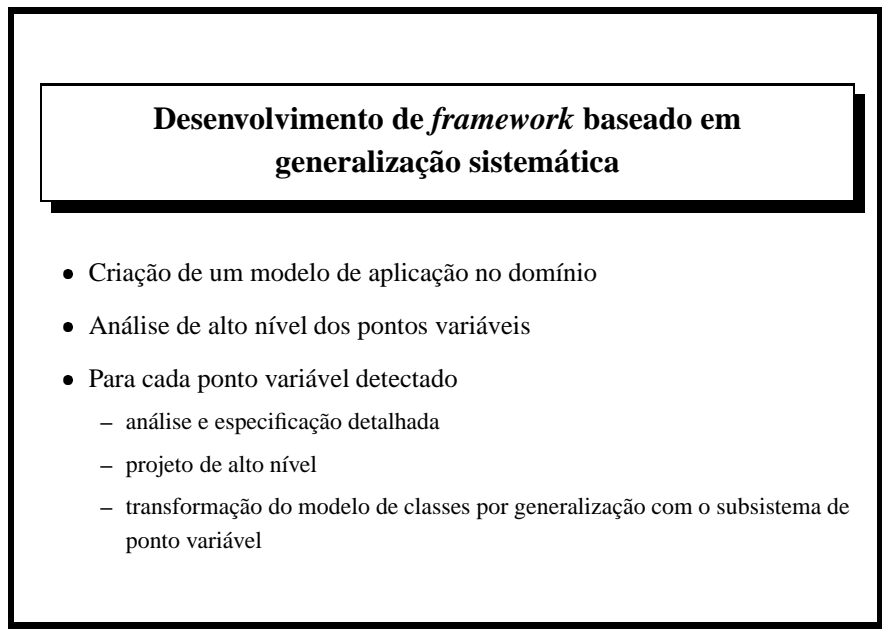 Desenvolvimento de framework baseado em
generalização sistemática
• Criação de um modelo de aplicação no domínio
• Análise de alto nível dos pontos variáveis
• Para cada ponto variável detectado
– análise e especificação detalhada
– projeto de alto nível
– transformação do modelo de classes por generalização com o subsistema de
ponto variável